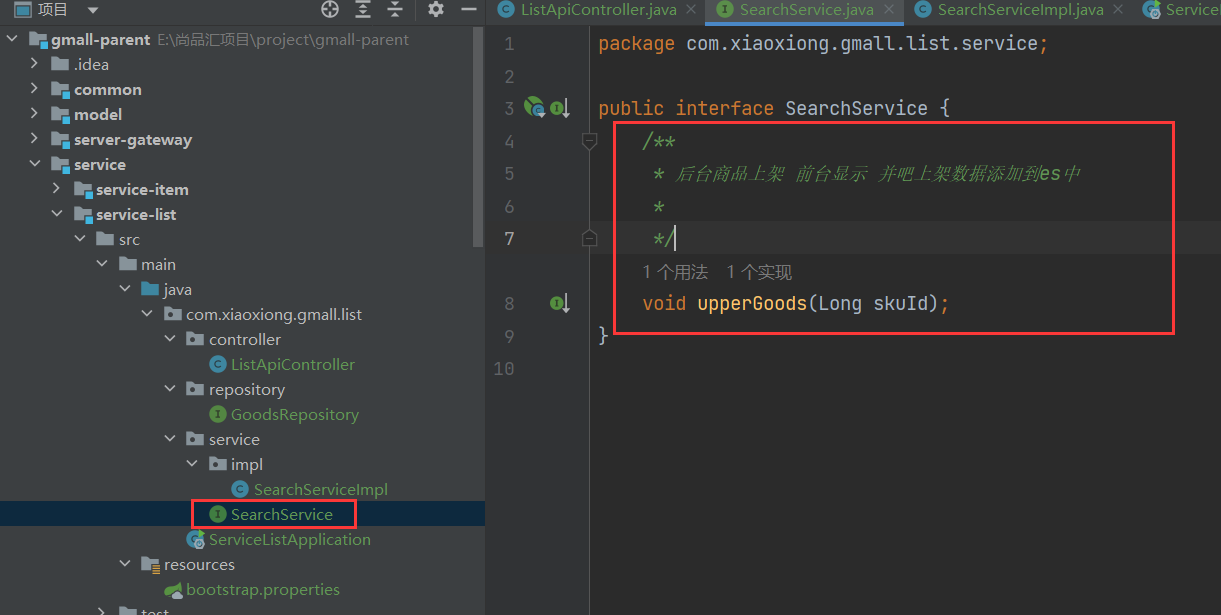 项目
gmall-parent E:\尚品汇项目\project\gmall-parent
.idea
common
model
server-gateway
service
service-item
service-list
src
main
java
com.xiaoxiong.gmall.list
controller
ListApiController
repository
GoodsRepository
service
impl
SearchServiceImpl
SearchService
ServiceListApplication
resources
bootstrap.properties
test
ListApiController.java SearchService.java SearchServiceImpl.java Service
1 package com.xiaoxiong.gmall.list.service;
2
3 public interface SearchService {
4 /**
5 * 后台商品上架 前台显示 并吧上架数据添加到es中
6 *
7 */
1 个用法 1 个实现
8 void upperGoods(Long skuId);
9 }
10